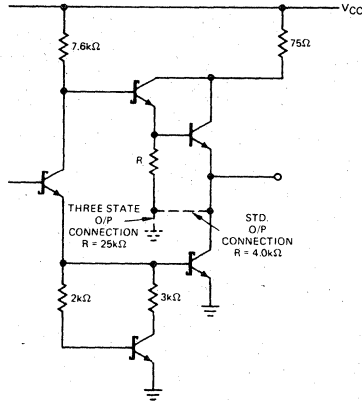 VCC
7.6kΩ
75Ω
R
THREE STATE
O/P
CONNECTION
R = 25kΩ
STD.
O/P
CONNECTION
R = 4.0kΩ
2kΩ
3kΩ